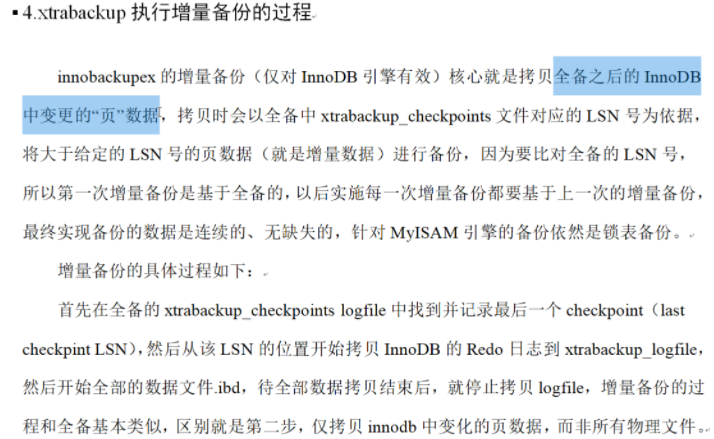 ▪4.xtrabackup 执行增量备份的过程
innobackupex 的增量备份（仅对 InnoDB 引擎有效）核心就是拷贝全备之后的 InnoDB
中变更的“页”数据，拷贝时会以全备中 xtrabackup_checkpoints 文件对应的 LSN 号为依据，
将大于给定的 LSN 号的页数据（就是增量数据）进行备份，因为要比对全备的 LSN 号，
所以第一次增量备份是基于全备的，以后实施每一次增量备份都要基于上一次的增量备份，
最终实现备份的数据是连续的、无缺失的，针对 MyISAM 引擎的备份依然是锁表备份。
增量备份的具体过程如下：
首先在全备的 xtrabackup_checkpoints logfile 中找到并记录最后一个 checkpoint（last
checkpint LSN），然后从该 LSN 的位置开始拷贝 InnoDB 的 Redo 日志到 xtrabackup_logfile，
然后开始全部的数据文件.ibd，待全部数据拷贝结束后，就停止拷贝 logfile，增量备份的过
程和全备基本类似，区别就是第二步，仅拷贝 innodb 中变化的页数据，而非所有物理文件。